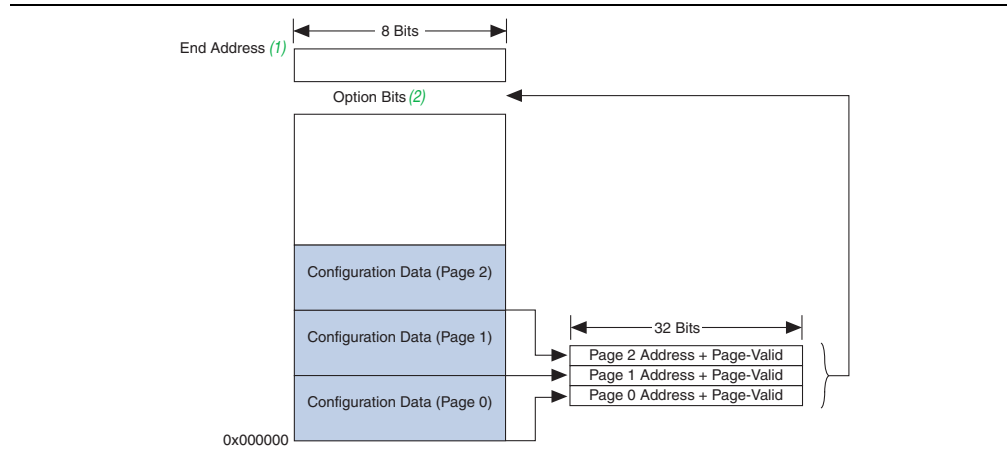 8 Bits
End Address (1)
Option Bits (2)
Configuration Data (Page 2)
Configuration Data (Page 1)
Configuration Data (Page 0)
0x000000
32 Bits
Page 2 Address + Page-Valid
Page 1 Address + Page-Valid
Page 0 Address + Page-Valid